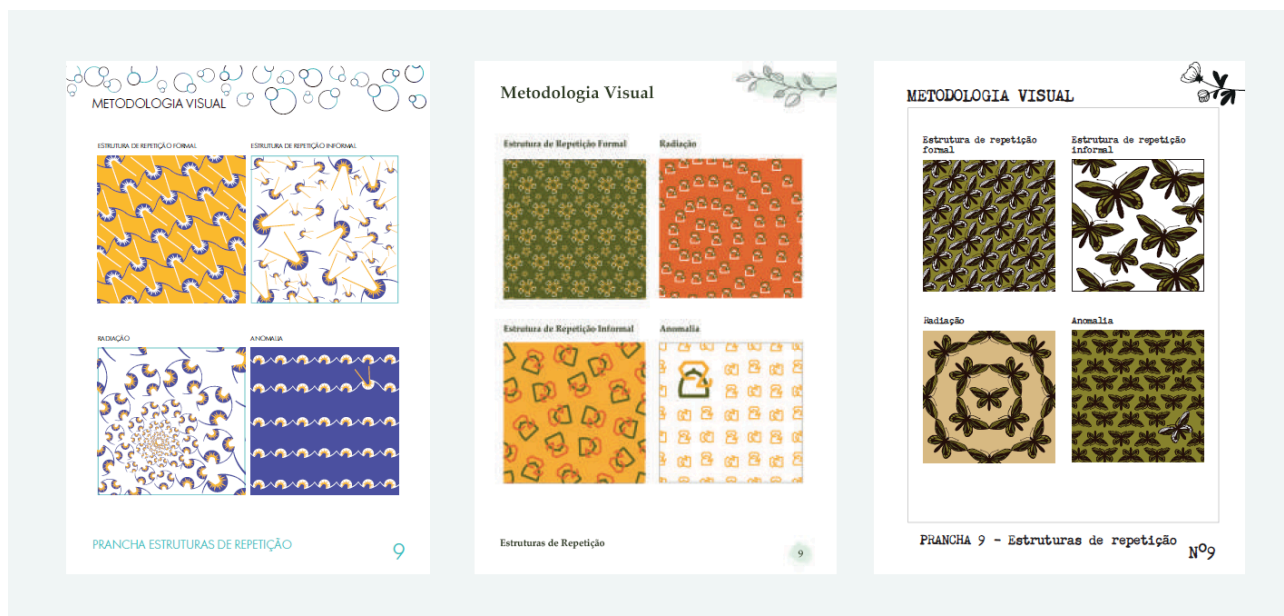 METODOLOGIA VISUAL
ESTRUTURA DE REPETIÇÃO FORMAL
ESTRUTURA DE REPETIÇÃO INFORMAL
RADIAÇÃO
ANOMALIA
PRANCHA ESTRUTURAS DE REPETIÇÃO
9
Metodologia Visual
Estrutura de Repetição Formal
Radiação
Estrutura de Repetição Informal
Anomalia
Estruturas de Repetição
9
METODOLOGIA VISUAL
Estrutura de repetição
formal
Estrutura de repetição
informal
Radiação
Anomalia
PRANCHA 9 - Estruturas de repetição
Nº9